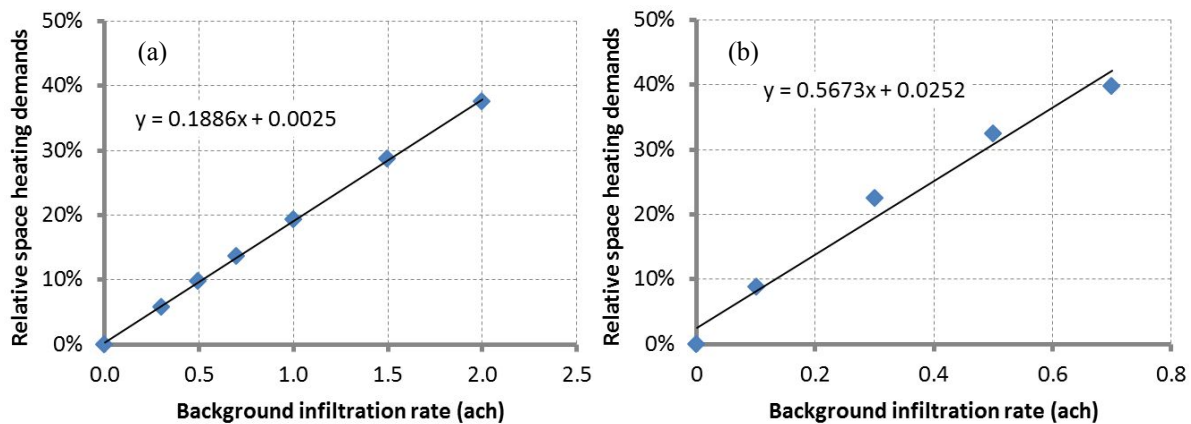 Relative space heating demands
50%
40%
30%
20%
10%
0%
(a)
y = 0.1886x + 0.0025
0.0 0.5 1.0 1.5 2.0 2.5
Background infiltration rate (ach)
Relative space heating demands
50%
40%
30%
20%
10%
0%
(b)
y = 0.5673x + 0.0252
0 0.2 0.4 0.6 0.8
Background infiltration rate (ach)